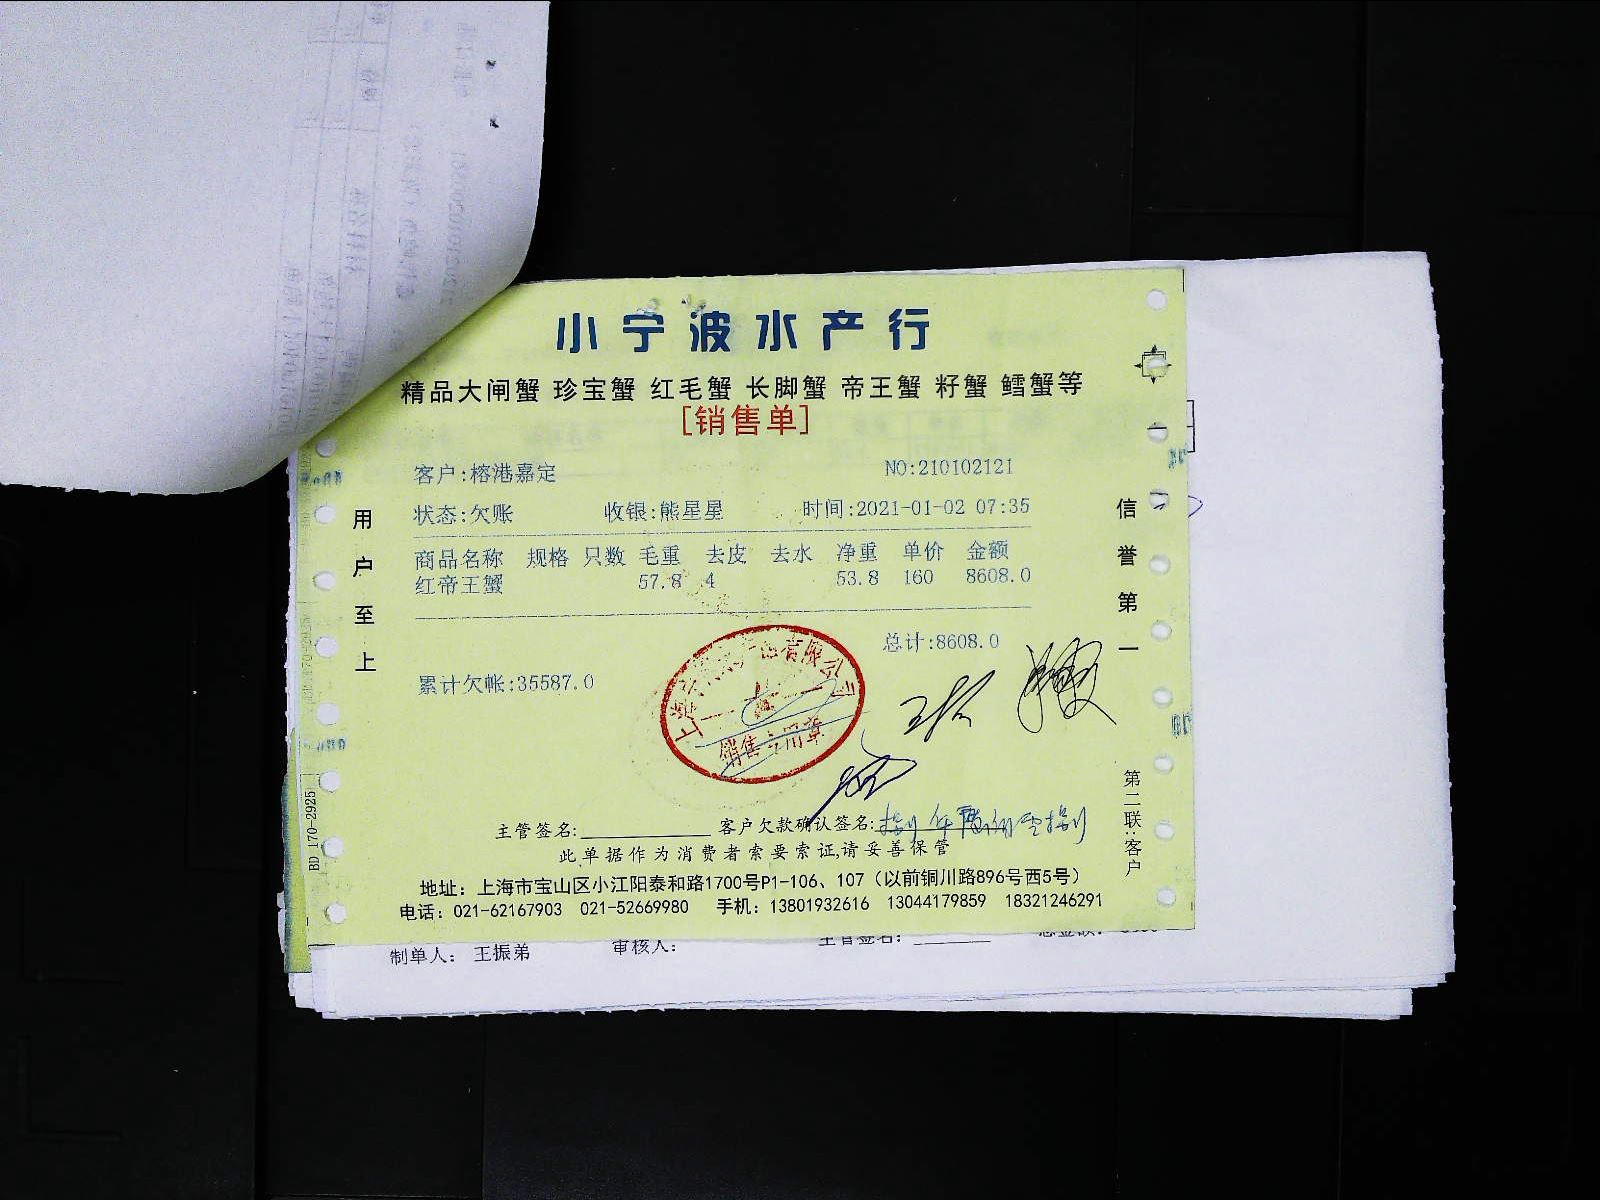 小宁波水产行
精品大闸蟹 珍宝蟹 红毛蟹 长脚蟹 帝王蟹 籽蟹 鳕蟹等
[销售单]
客户:榕港嘉定 NO:210102121
状态:欠账 收银:熊星星 时间:2021-01-02 07:35
商品名称 规格 只数 毛重 去皮 去水 净重 单价 金额
红帝王蟹 57.8 4 53.8 160 8608.0
总计:8608.0
累计欠帐:35587.0
用户至上
信誉第一
销售专用章
第二联:客户
BD 170-2925
主管签名: 客户欠款确认签名:
此单据作为消费者索要索证,请妥善保管
地址：上海市宝山区小江阳泰和路1700号P1-106、107（以前铜川路896号西5号）
电话：021-62167903 021-52669980 手机：13801932616 13044179859 18321246291
制单人： 王振弟 审核人： 主管签名：